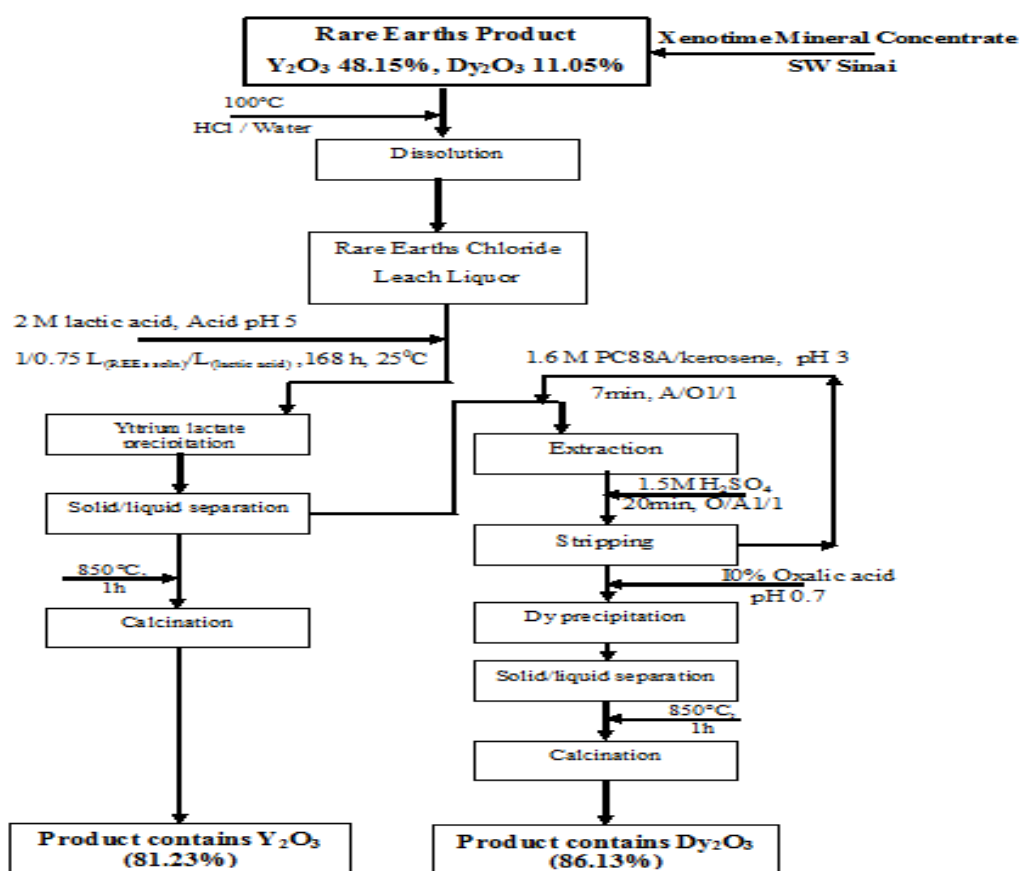 Rare Earths Product
Y₂O₃ 48.15%, Dy₂O₃ 11.05%
Xenotime Mineral Concentrate
SW Sinai
100°C
HCl / Water
Dissolution
Rare Earths Chloride
Leach Liquor
2 M lactic acid, Acid pH 5
1/0.75 L(REEs soln)/L(lactic acid) ,168 h, 25⁰C
1.6 M PC88A/kerosene, pH 3
7min, A/O1/1
Yttrium lactate
precipitation
Extraction
Solid/liquid separation
1.5M H₂SO₄
20min, O/A1/1
Stripping
850°C,
1h
10% Oxalic acid
pH 0.7
Calcination
Dy precipitation
Solid/liquid separation
850°C,
1h
Calcination
Product contains Y₂O₃
(81.23%)
Product contains Dy₂O₃
(86.13%)